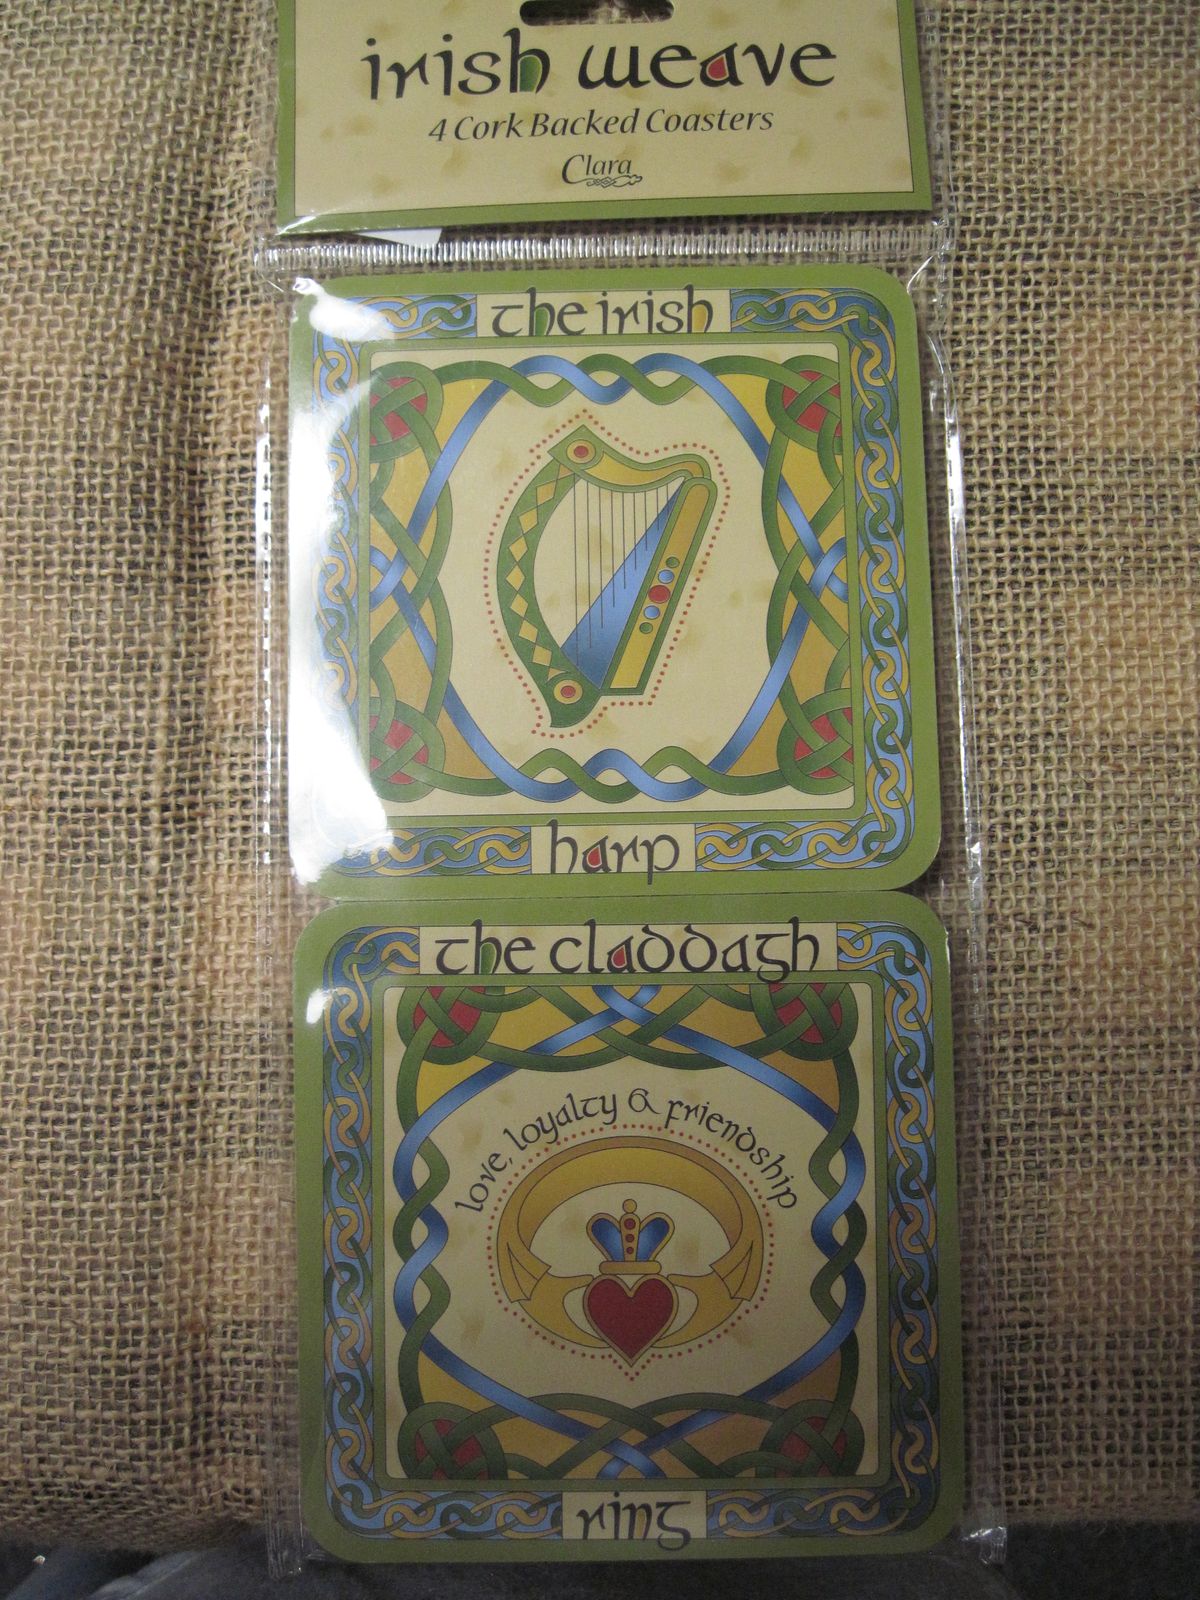 irish weave
4 Cork Backed Coasters
Clara
the irish
harp
the claddagh
love, loyalty & friendship
ring